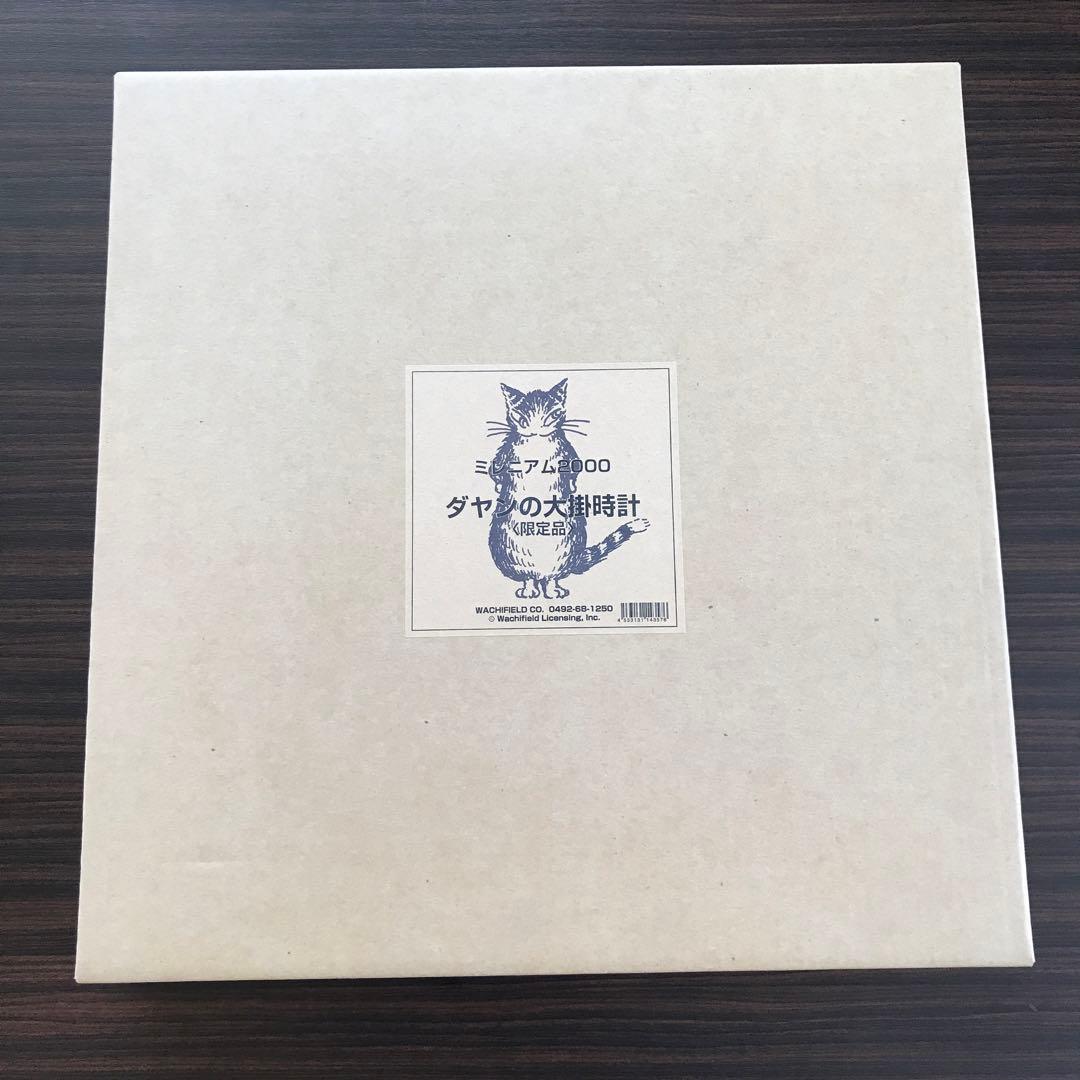 ミレニアム2000
ダヤンの大掛時計
〈限定品〉
WACHIFIELD CO. 0492-68-1250
© Wachifield Licensing, Inc.